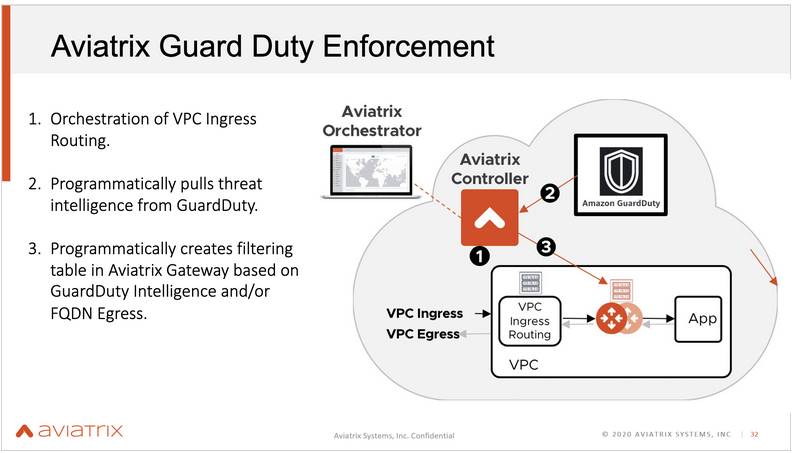 Aviatrix Guard Duty Enforcement
1. Orchestration of VPC Ingress
Routing.
2. Programmatically pulls threat
intelligence from GuardDuty.
3. Programmatically creates filtering
table in Aviatrix Gateway based on
GuardDuty Intelligence and/or
FQDN Egress.
Aviatrix
Orchestrator
Aviatrix
Controller
2
Amazon GuardDuty
1
3
VPC Ingress
VPC Egress
VPC
Ingress
Routing
App
VPC
aviatrix
Aviatrix Systems, Inc. Confidential
© 2020 AVIATRIX SYSTEMS, INC. | 32